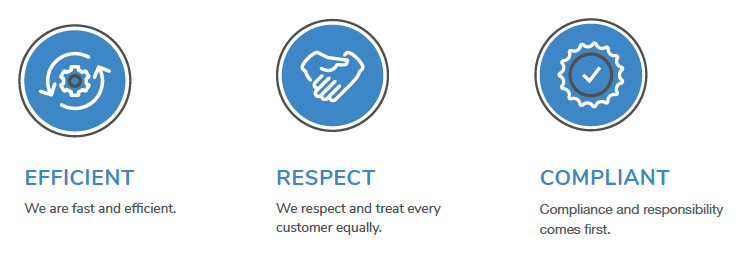 EFFICIENT
We are fast and efficient.
RESPECT
We respect and treat every
customer equally.
COMPLIANT
Compliance and responsibility
comes first.